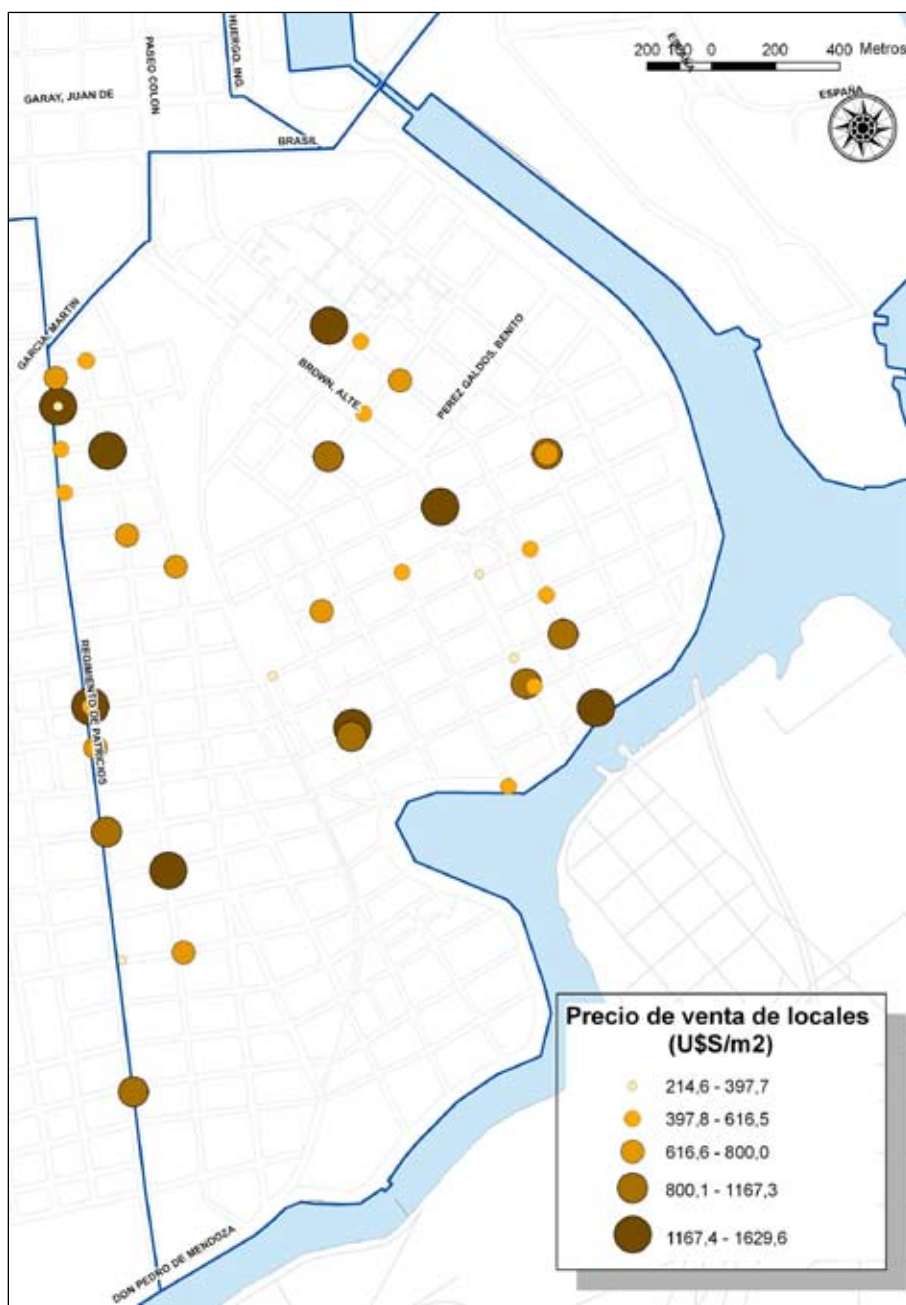 HUERGO, ING.
PASEO COLON
ESPAÑA
200 100 0 200 400 Metros
GARAY, JUAN DE
ESPAÑA
BRASIL
GARCIA, MARTIN
BROWN, ALTE.
PEREZ GALDOS, BENITO
REGIMIENTO DE PATRICIOS
DON PEDRO DE MENDOZA
Precio de venta de locales
(U$S/m2)
214,6 - 397,7
397,8 - 616,5
616,6 - 800,0
800,1 - 1167,3
1167,4 - 1629,6